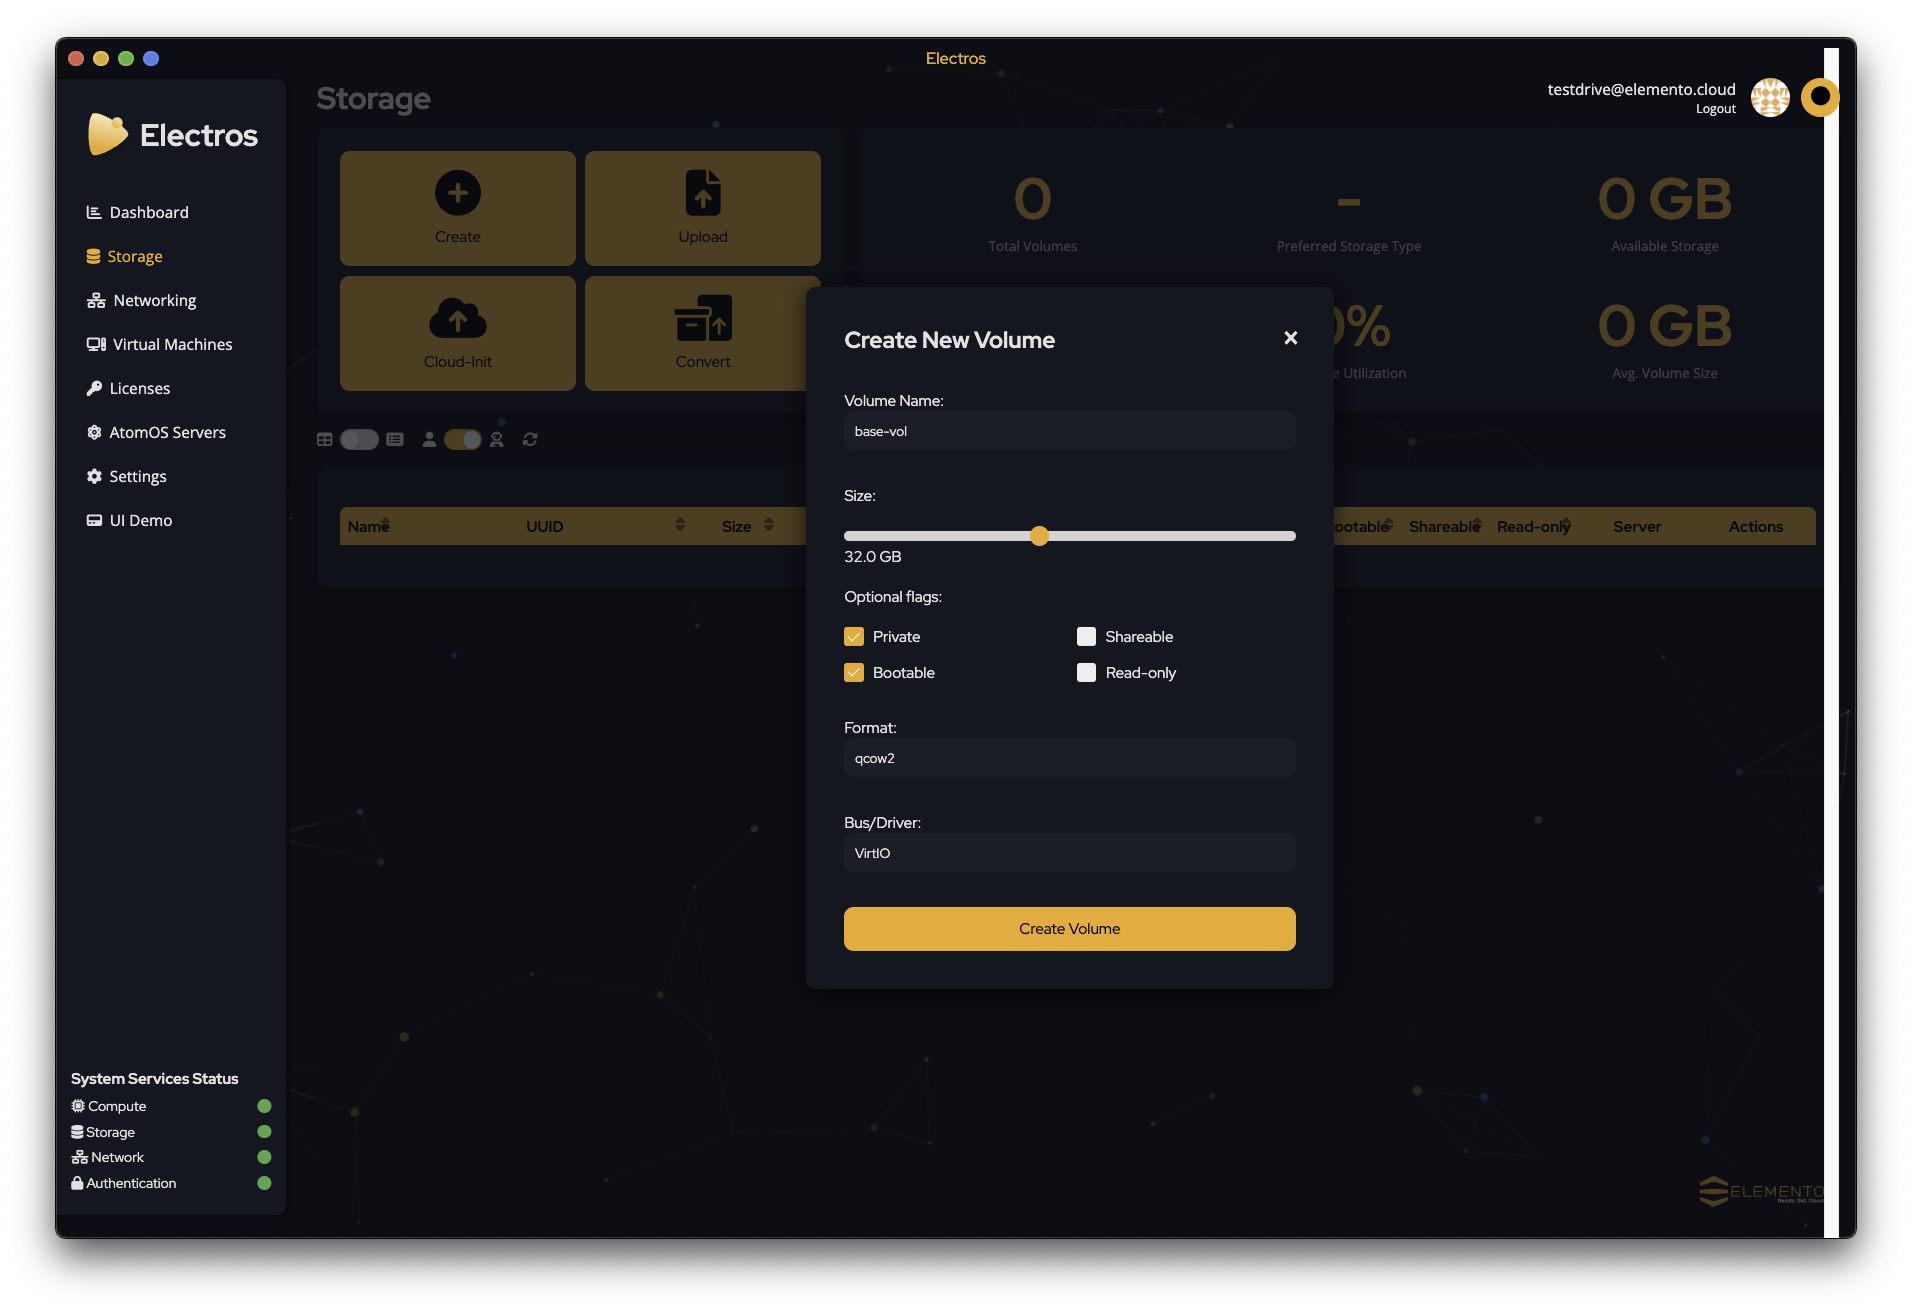 Electros
Electros
Dashboard
Storage
Networking
Virtual Machines
Licenses
AtomOS Servers
Settings
UI Demo
System Services Status
Compute
Storage
Network
Authentication
Storage
testdrive@elemento.cloud
Logout
Create
Upload
Cloud-Init
Convert
0
Total Volumes
-
Preferred Storage Type
0 GB
Available Storage
%
Utilization
0 GB
Avg. Volume Size
Name UUID Size ootable Shareable Read-only Server Actions
Create New Volume
Volume Name:
base-vol
Size:
32.0 GB
Optional flags:
Private Shareable
Bootable Read-only
Format:
qcow2
Bus/Driver:
VirtIO
Create Volume
ELEMENTO